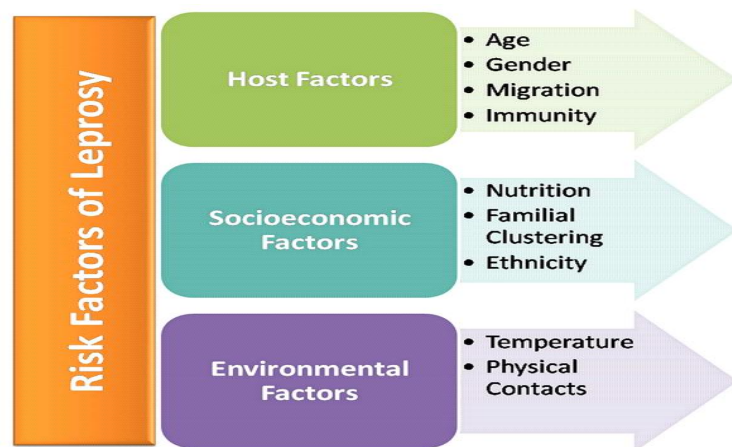 Risk Factors of Leprosy
Host Factors
• Age
• Gender
• Migration
• Immunity
Socioeconomic
Factors
• Nutrition
• Familial
Clustering
• Ethnicity
Environmental
Factors
• Temperature
• Physical
Contacts